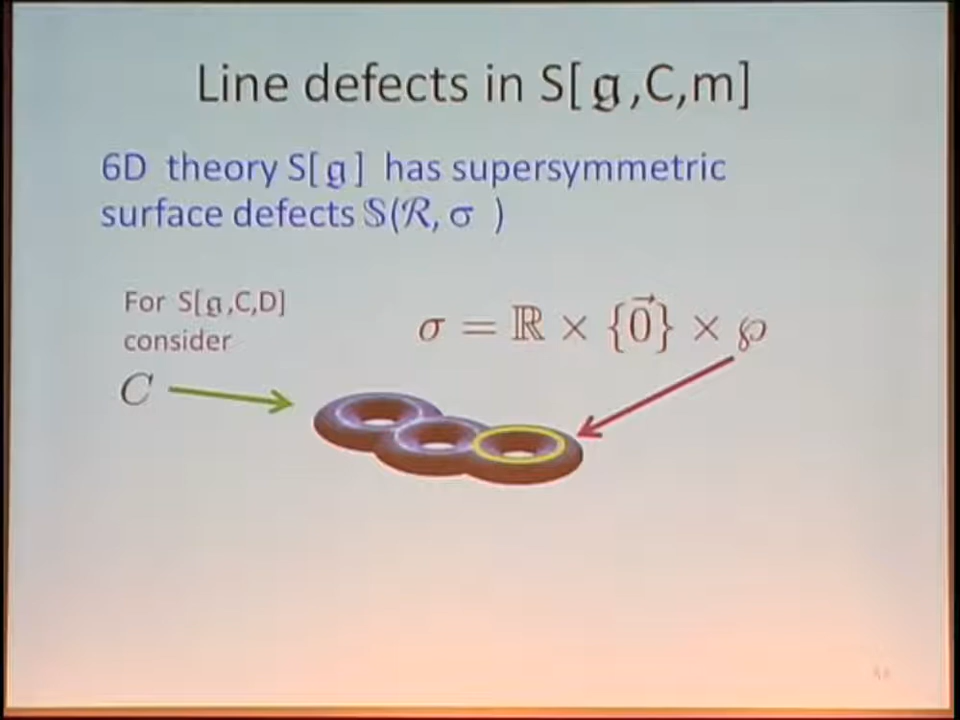 Line defects in S[𝔤,C,m]
6D theory S[𝔤] has supersymmetric
surface defects 𝕊(ℛ, σ )
For S[𝔤,C,D]
consider
σ = ℝ × {0⃗} × ℘
C